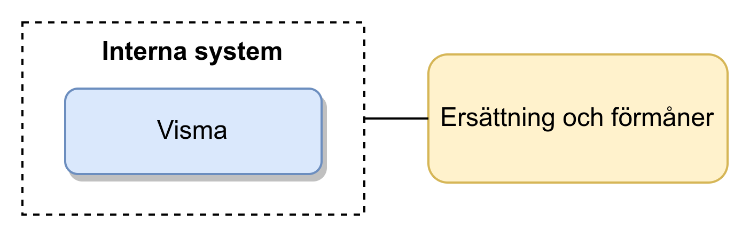 Interna system
Visma
Ersättning och förmåner